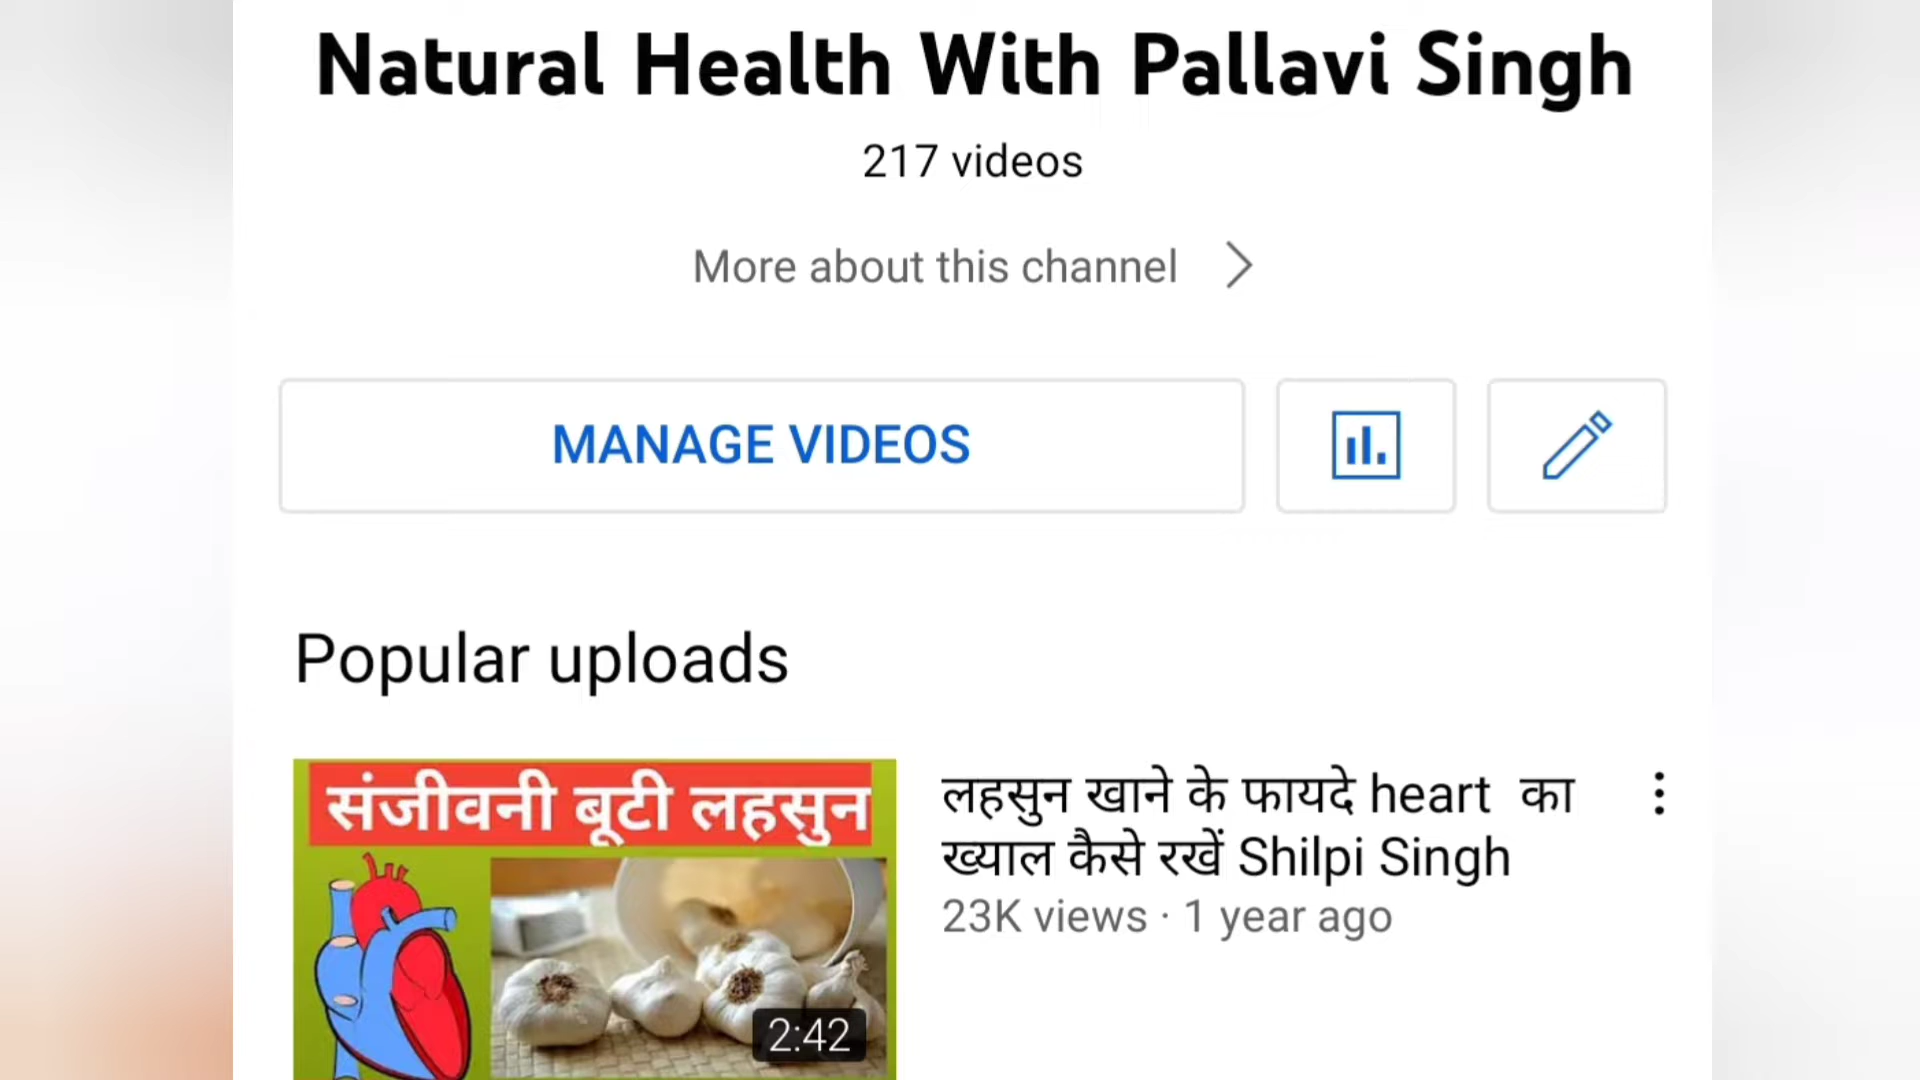 Natural Health With Pallavi Singh
217 videos
More about this channel
MANAGE VIDEOS
Popular uploads
संजीवनी बूटी लहसुन
2:42
लहसुन खाने के फायदे heart का
ख्याल कैसे रखें Shilpi Singh
23K views · 1 year ago